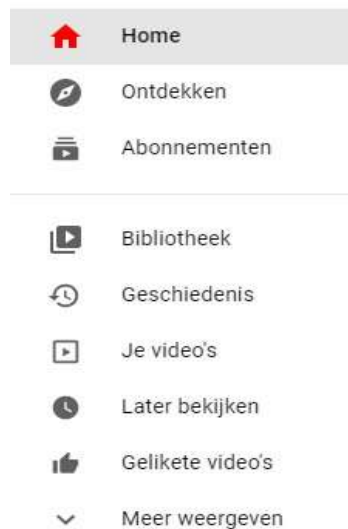 Home
Ontdekken
Abonnementen
Bibliotheek
Geschiedenis
Je video's
Later bekijken
Gelikete video's
Meer weergeven